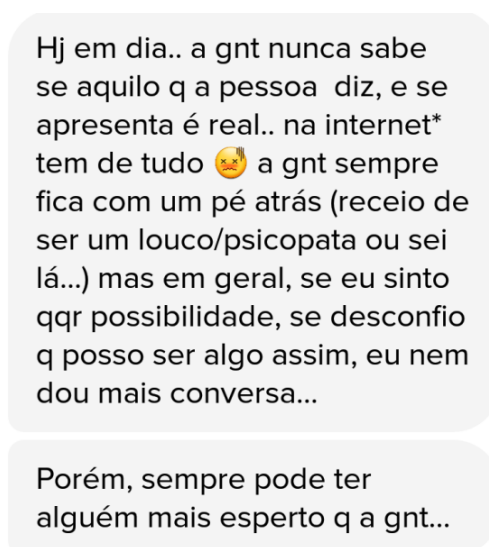 Hj em dia.. a gnt nunca sabe
se aquilo q a pessoa  diz, e se
apresenta é real.. na internet*
tem de tudo 😖 a gnt sempre
fica com um pé atrás (receio de
ser um louco/psicopata ou sei
lá...) mas em geral, se eu sinto
qqr possibilidade, se desconfio
q posso ser algo assim, eu nem
dou mais conversa...
Porém, sempre pode ter
alguém mais esperto q a gnt...